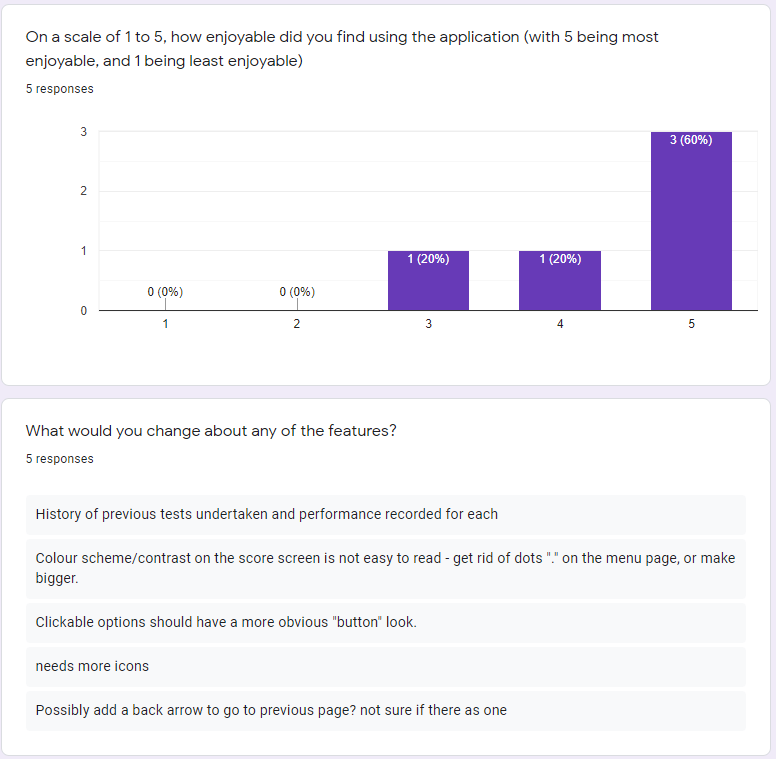 On a scale of 1 to 5, how enjoyable did you find using the application (with 5 being most
enjoyable, and 1 being least enjoyable)
5 responses
3
2
1
0
0 (0%)
0 (0%)
1 (20%)
1 (20%)
3 (60%)
1
2
3
4
5
What would you change about any of the features?
5 responses
History of previous tests undertaken and performance recorded for each
Colour scheme/contrast on the score screen is not easy to read - get rid of dots "." on the menu page, or make
bigger.
Clickable options should have a more obvious "button" look.
needs more icons
Possibly add a back arrow to go to previous page? not sure if there as one